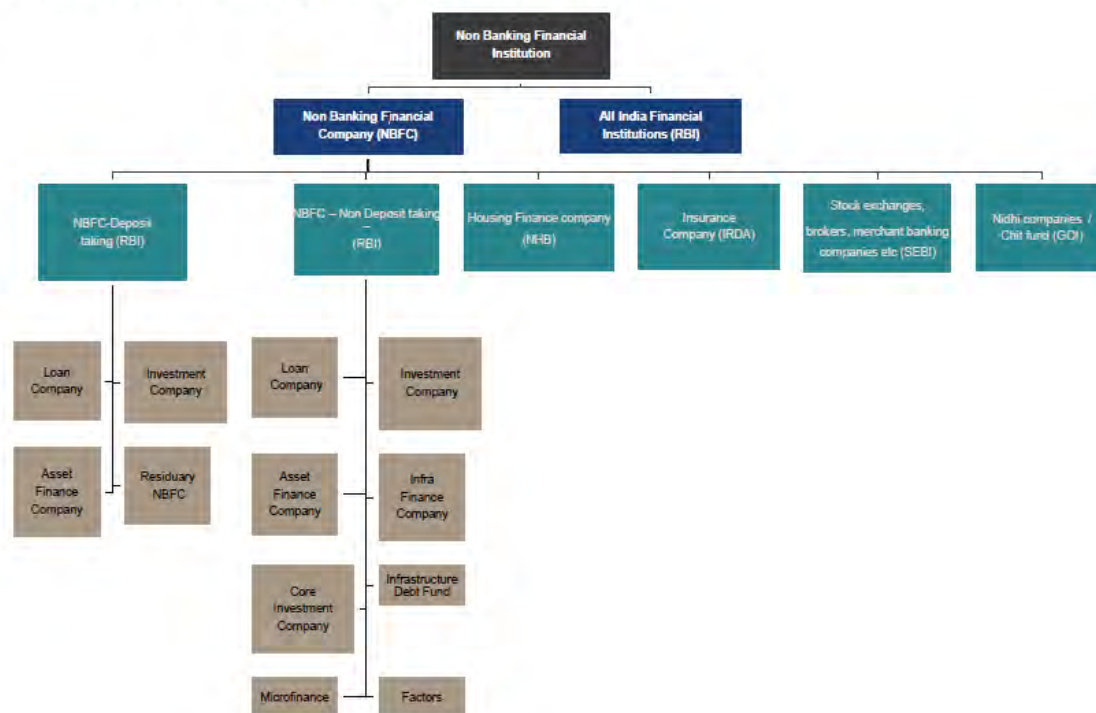 Non Banking Financial
Institution
Non Banking Financial
Company (NBFC)
All India Financial
Institutions (RBI)
NBFC-Deposit
taking (RBI)
NBFC – Non Deposit taking
–
(RBI)
Housing Finance company
(NHB)
Insurance
Company (IRDA)
Stock exchanges,
brokers, merchant banking
companies etc (SEBI)
Nidhi companies /
Chit fund (GOI)
Loan
Company
Investment
Company
Asset
Finance
Company
Residuary
NBFC
Loan
Company
Investment
Company
Asset
Finance
Company
Infra
Finance
Company
Core
Investment
Company
Infrastructure
Debt Fund
Microfinance
Factors